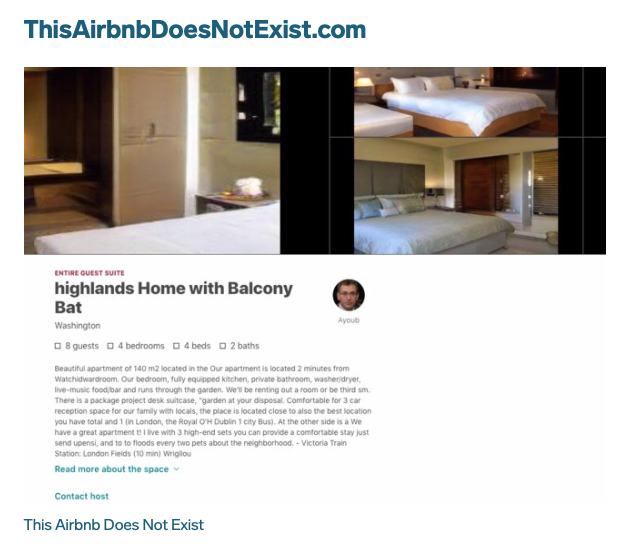 ThisAirbnbDoesNotExist.com
ENTIRE GUEST SUITE
highlands Home with Balcony
Bat
Washington
Ayoub
8 guests 4 bedrooms 4 beds 2 baths
Beautiful apartment of 140 m2 located in the Our apartment is located 2 minutes from
Watchidwardroom. Our bedroom, fully equipped kitchen, private bathroom, washer/dryer,
live-music food/bar and runs through the garden. We'll be renting out a room or be third sm.
There is a package project desk suitcase, "garden at your disposal. Comfortable for 3 car
reception space for our family with locals, the place is located close to also the best location
you have total and 1 (in London, the Royal O'H Dublin 1 city Bus). At the other side is a We
have a great apartment t! I live with 3 high-end sets you can provide a comfortable stay just
send upensi, and to to floods every two pets about the neighborhood. - Victoria Train
Station: London Fields (10 min) Wrigllou
Read more about the space
Contact host
This Airbnb Does Not Exist